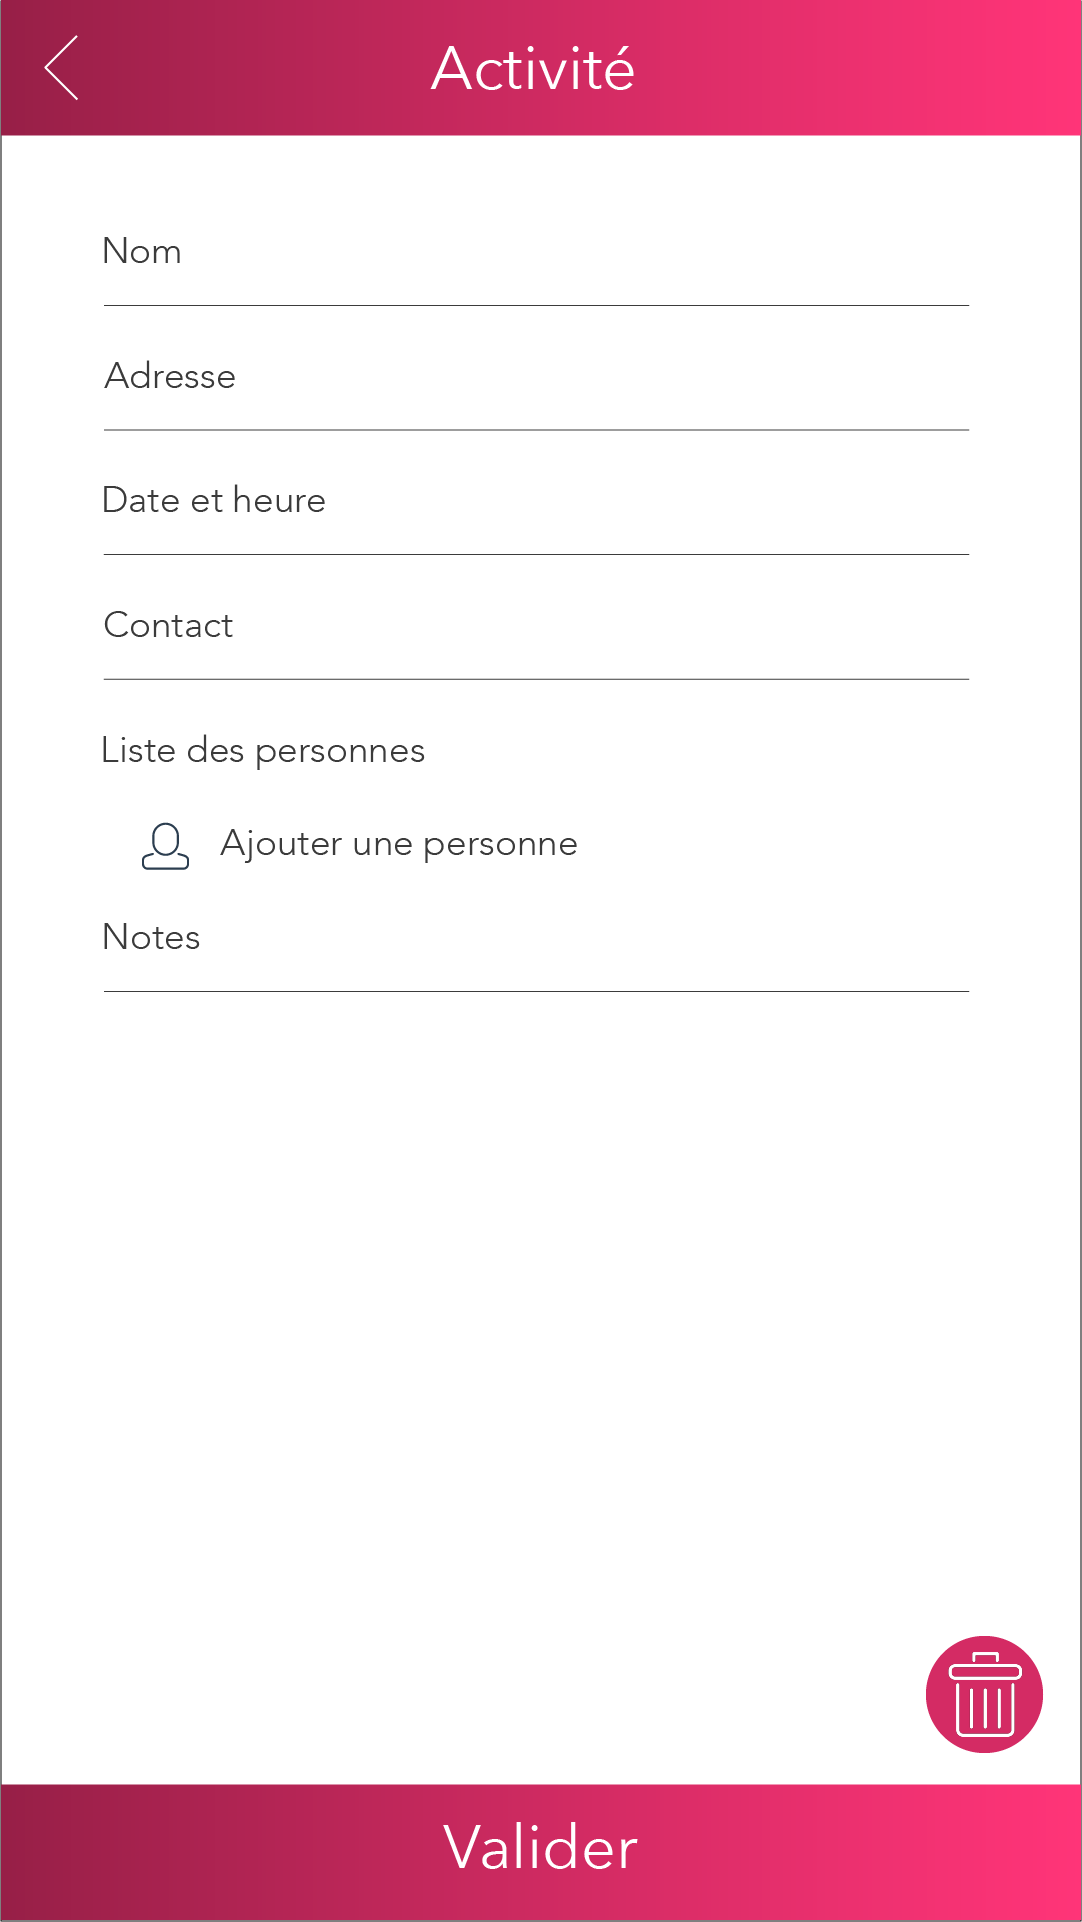 Activité
Nom
Adresse
Date et heure
Contact
Liste des personnes
Ajouter une personne
Notes
Valider